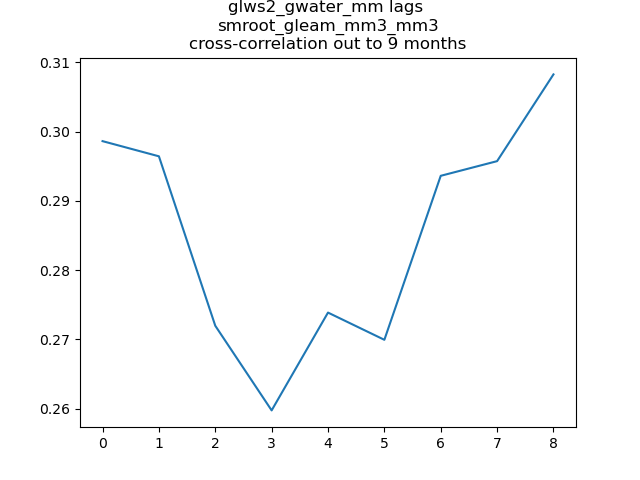 glws2_gwater_mm lags
smroot_gleam_mm3_mm3
cross-correlation out to 9 months
0.31
0.30
0.29
0.28
0.27
0.26
0 1 2 3 4 5 6 7 8